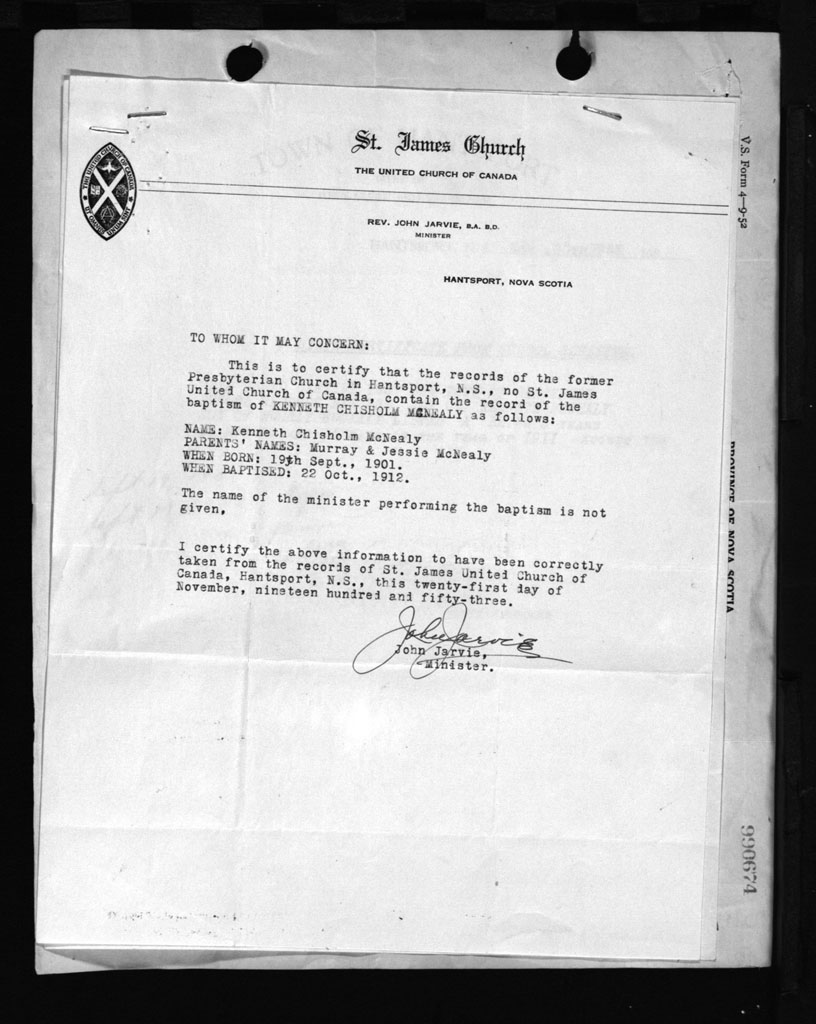 St. James Church
THE UNITED CHURCH OF CANADA
REV. JOHN JARVIE, B.A. B.D.
MINISTER
HANTSPORT, NOVA SCOTIA
TO WHOM IT MAY CONCERN:
This is to certify that the records of the former
Presbyterian Church in Hantsport, N.S., no St. James
United Church of Canada, contain the record of the
baptism of KENNETH CHISHOLM MCNEALY as follows:
NAME: Kenneth Chisholm McNealy
PARENTS' NAMES: Murray & Jessie McNealy
WHEN BORN: 19th Sept., 1901.
WHEN BAPTISED: 22 Oct., 1912.
The name of the minister performing the baptism is not
given,
I certify the above information to have been correctly
taken from the records of St. James United Church of
Canada, Hantsport, N.S., this twenty-first day of
November, nineteen hundred and fifty-three.
John Jarvie
John Jarvie,
Minister.
V.S. Form 4-9-52
PROVINCE OF NOVA SCOTIA
990674